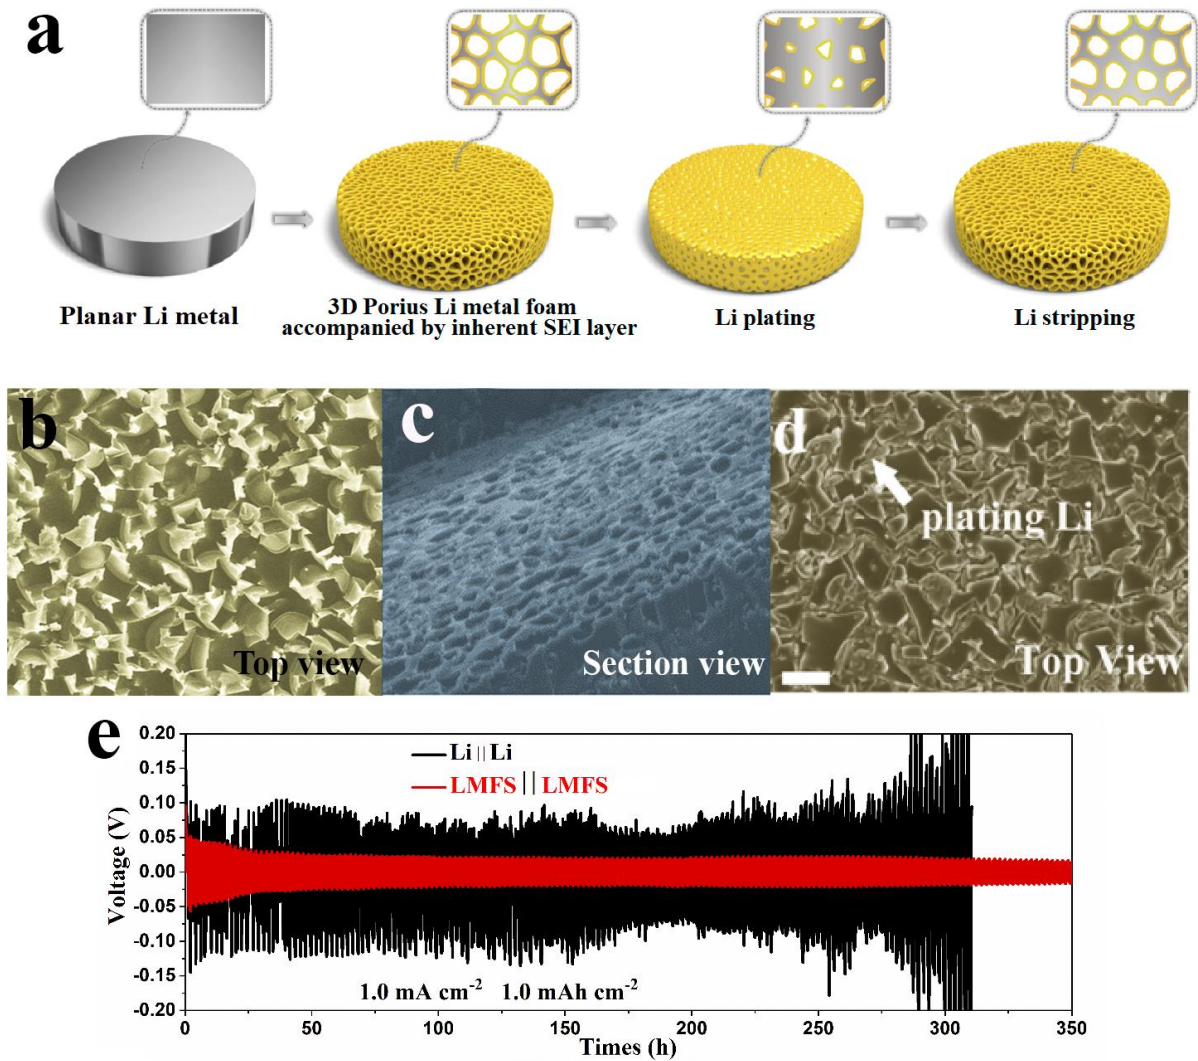 a
Planar Li metal
3D Porius Li metal foam
accompanied by inherent SEI layer
Li plating
Li stripping
b
Top view
c
Section view
d
plating Li
Top View
e
Li || Li
LMFS || LMFS
Voltage (V)
0.20
0.15
0.10
0.05
0.00
-0.05
-0.10
-0.15
-0.20
1.0 mA cm⁻² 1.0 mAh cm⁻²
0 50 100 150 200 250 300 350
Times (h)